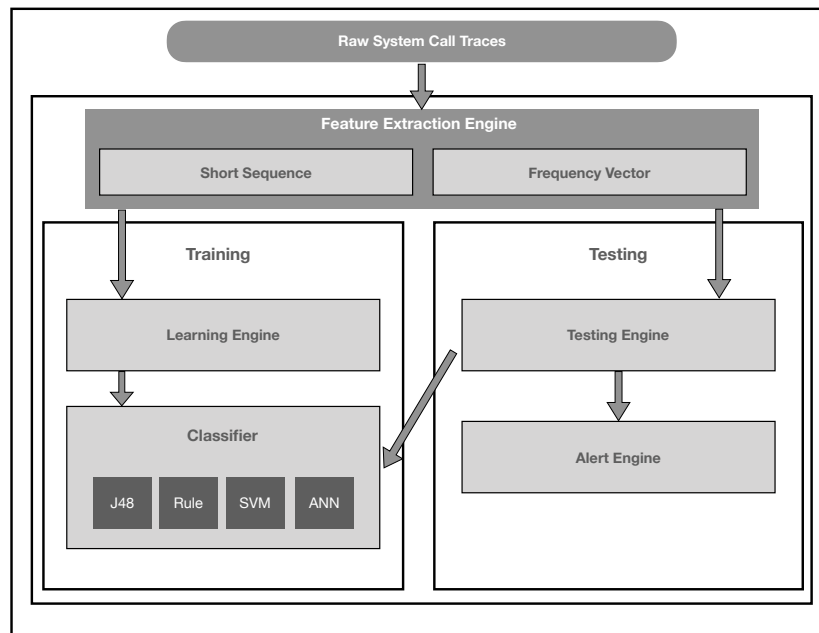 Raw System Call Traces
Feature Extraction Engine
Short Sequence
Frequency Vector
Training
Testing
Learning Engine
Testing Engine
Classifier
Alert Engine
J48
Rule
SVM
ANN